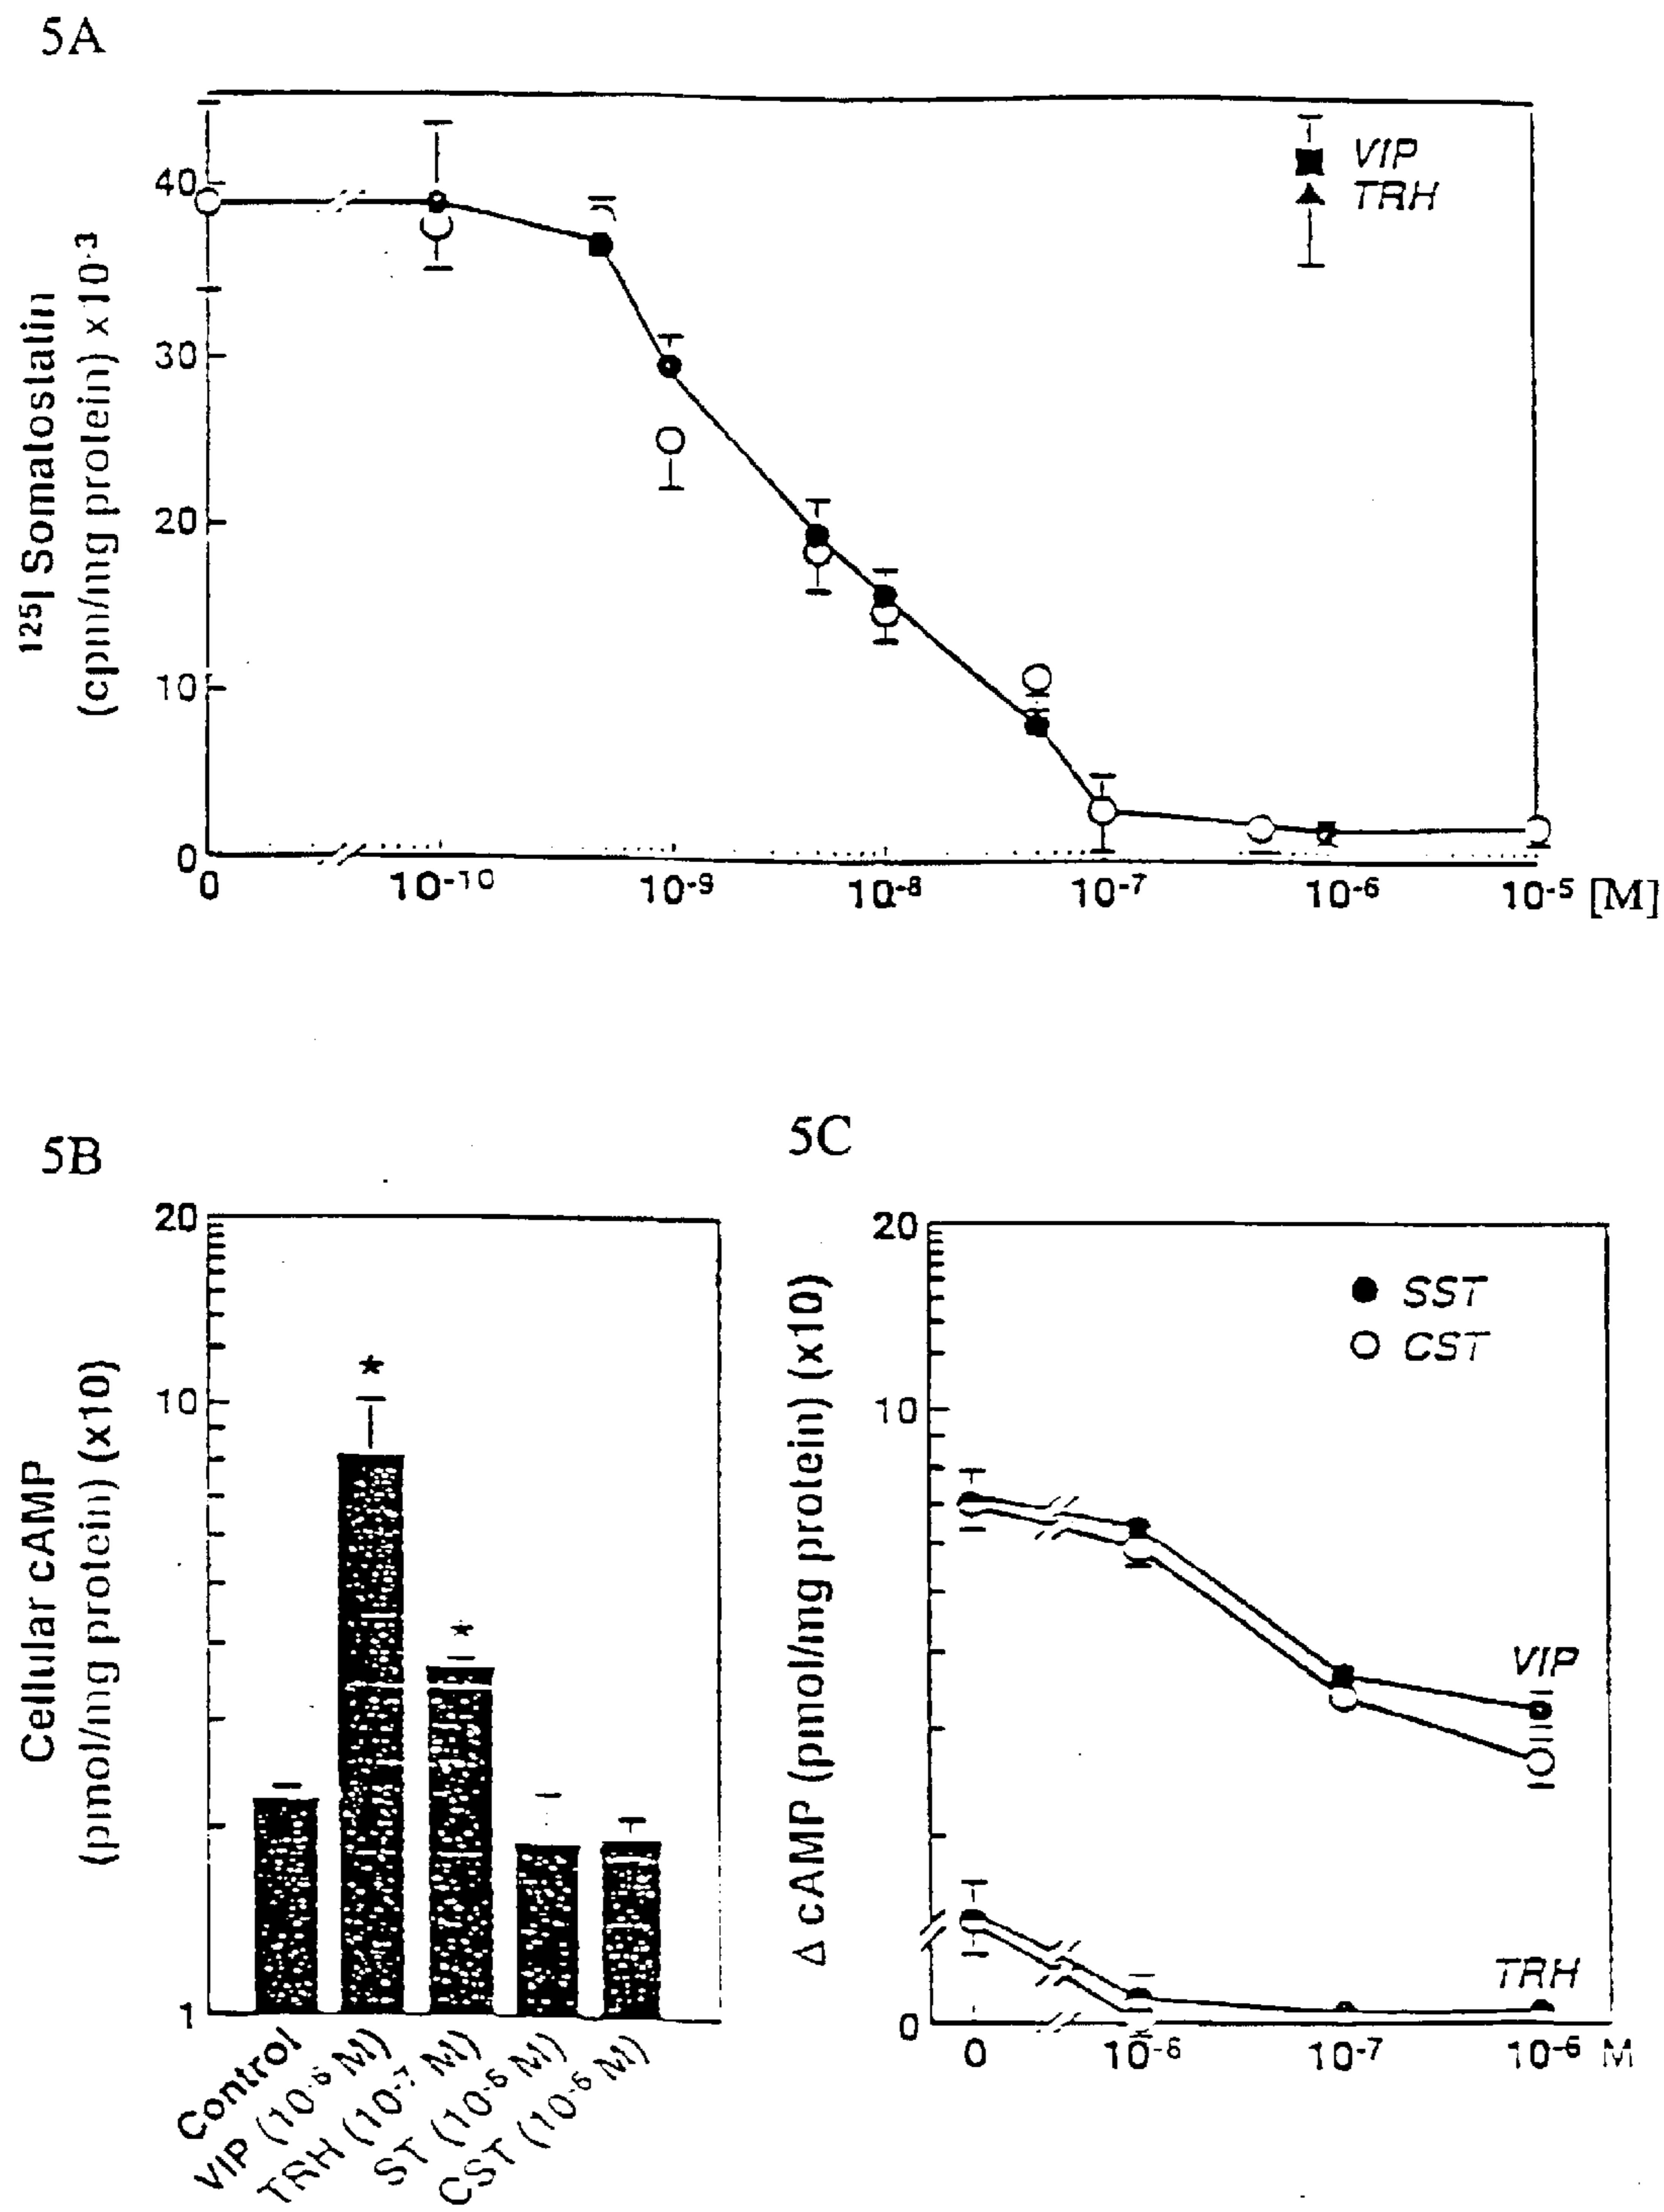 5A
40
30
20
10
0
¹²⁵I Somatostatin
(cpm/mg protein) x10⁻³
VIP
TRH
0
10⁻¹⁰
10⁻⁹
10⁻⁸
10⁻⁷
10⁻⁶
10⁻⁵ [M]
5B
20
10
1
Cellular cAMP
(pmol/mg protein) (x10)
*
*
Control
VIP (10⁻⁶ M)
TRH (10⁻⁷ M)
ST (10⁻⁶ M)
CST (10⁻⁶ M)
5C
20
10
0
Δ cAMP (pmol/mg protein) (x10)
SST
CST
VIP
TRH
0
10⁻⁸
10⁻⁷
10⁻⁶ M